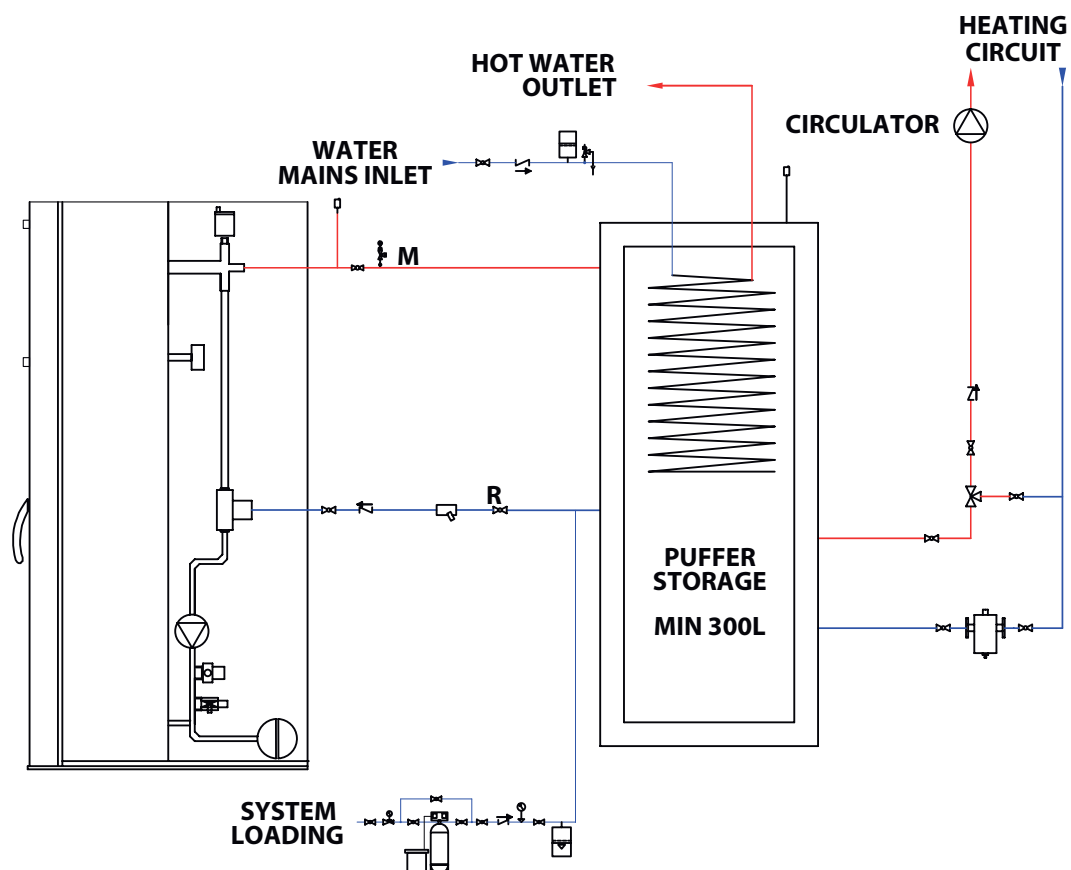 HEATING
CIRCUIT
HOT WATER
OUTLET
CIRCULATOR
WATER
MAINS INLET
M
R
PUFFER
STORAGE
MIN 300L
SYSTEM
LOADING